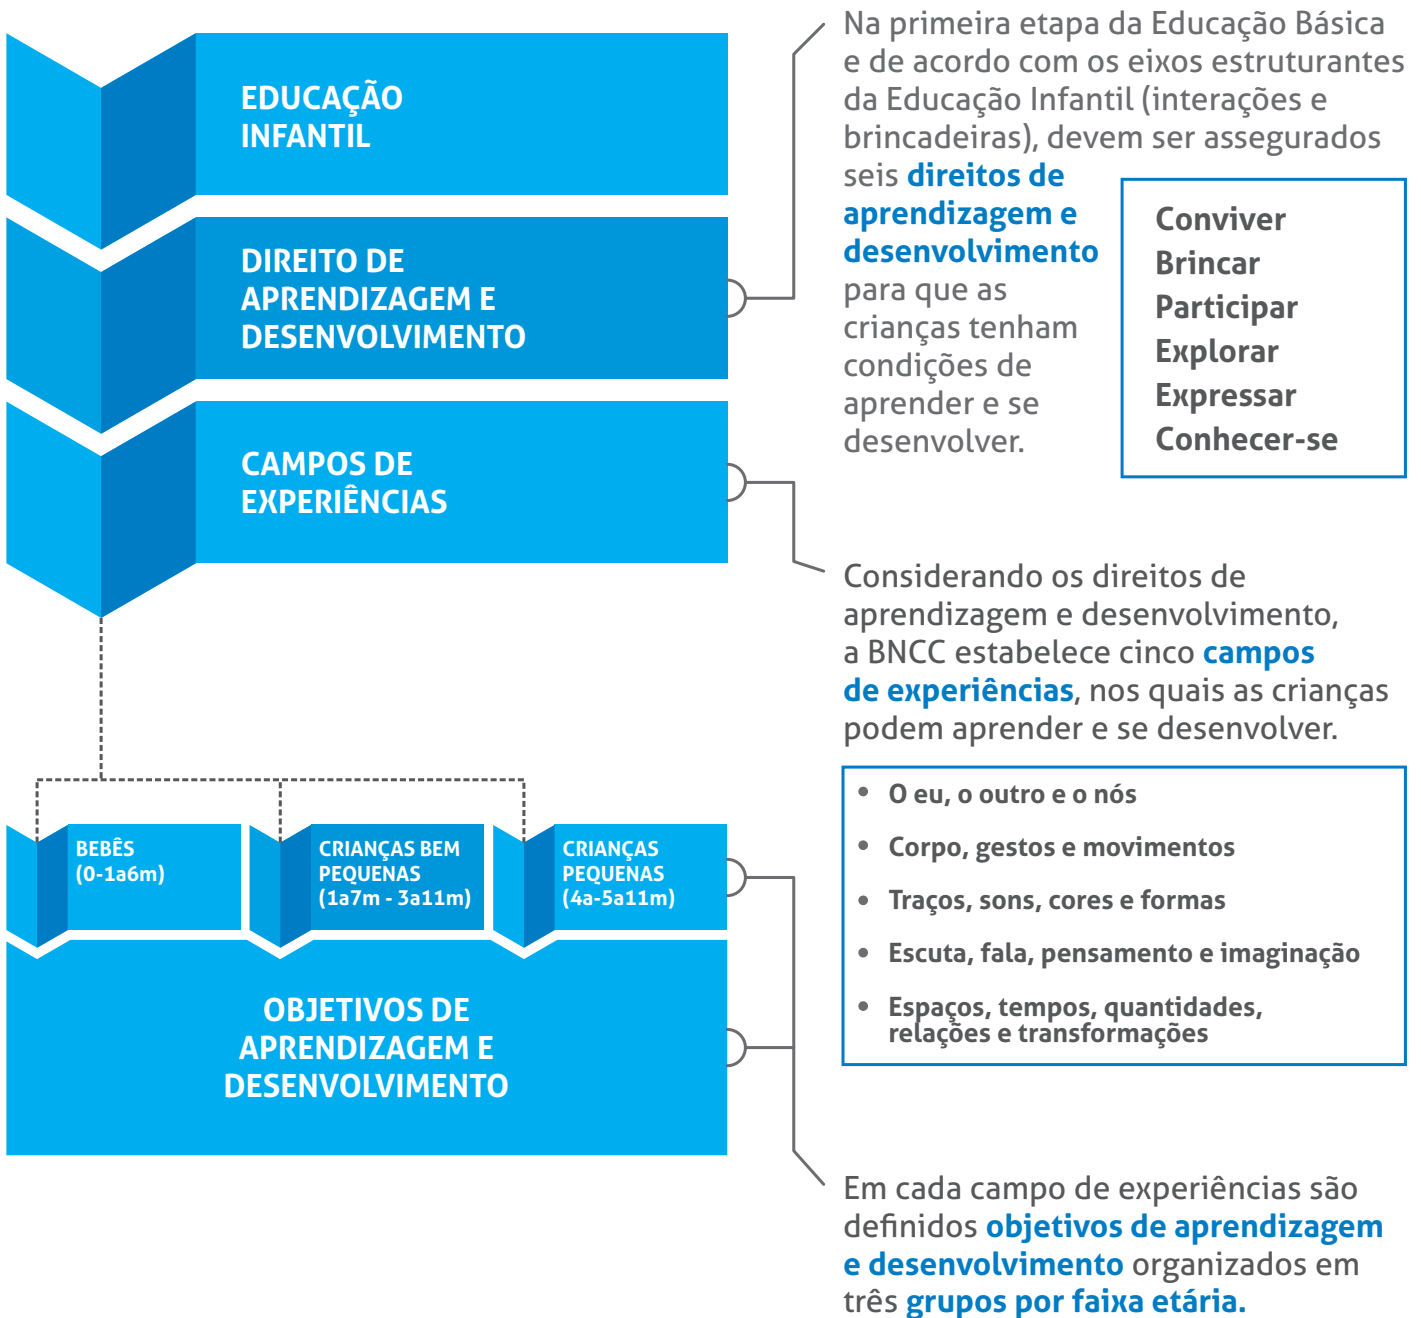 EDUCAÇÃO
INFANTIL
DIREITO DE
APRENDIZAGEM E
DESENVOLVIMENTO
Na primeira etapa da Educação Básica
e de acordo com os eixos estruturantes
da Educação Infantil (interações e
brincadeiras), devem ser assegurados
seis direitos de
aprendizagem e
desenvolvimento
para que as
crianças tenham
condições de
aprender e se
desenvolver.
Conviver
Brincar
Participar
Explorar
Expressar
Conhecer-se
CAMPOS DE
EXPERIÊNCIAS
Considerando os direitos de
aprendizagem e desenvolvimento,
a BNCC estabelece cinco campos
de experiências, nos quais as crianças
podem aprender e se desenvolver.
• O eu, o outro e o nós
• Corpo, gestos e movimentos
• Traços, sons, cores e formas
• Escuta, fala, pensamento e imaginação
• Espaços, tempos, quantidades,
relações e transformações
BEBÊS
(0-1a6m)
CRIANÇAS BEM
PEQUENAS
(1a7m - 3a11m)
CRIANÇAS
PEQUENAS
(4a-5a11m)
OBJETIVOS DE
APRENDIZAGEM E
DESENVOLVIMENTO
Em cada campo de experiências são
definidos objetivos de aprendizagem
e desenvolvimento organizados em
três grupos por faixa etária.